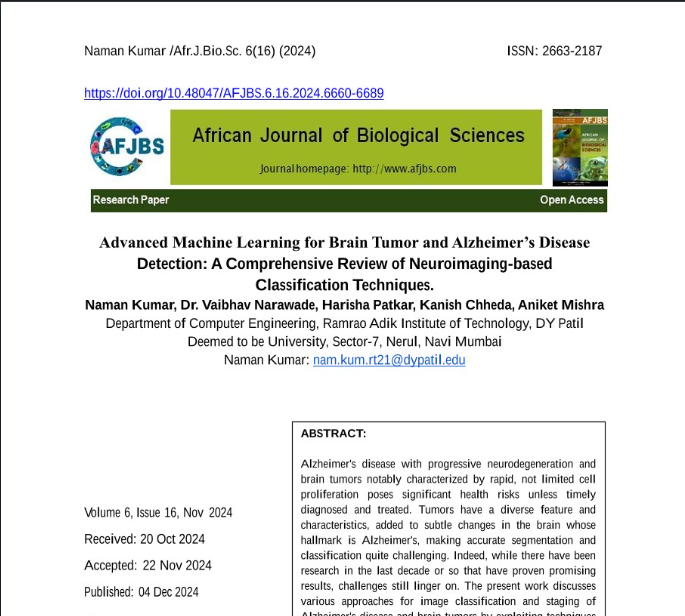 Naman Kumar /Afr.J.Bio.Sc. 6(16) (2024) ISSN: 2663-2187
https://doi.org/10.48047/AFJBS.6.16.2024.6660-6689
AFJBS
African Journal of Biological Sciences
Journal homepage: http://www.afjbs.com
AFJBS
AFRICAN
JOURNAL OF
BIOLOGICAL
SCIENCES
Research Paper Open Access
Advanced Machine Learning for Brain Tumor and Alzheimer's Disease
Detection: A Comprehensive Review of Neuroimaging-based
Classification Techniques.
Naman Kumar, Dr. Vaibhav Narawade, Harisha Patkar, Kanish Chheda, Aniket Mishra
Department of Computer Engineering, Ramrao Adik Institute of Technology, DY Patil
Deemed to be University, Sector-7, Nerul, Navi Mumbai
Naman Kumar: nam.kum.rt21@dypatil.edu
Volume 6, Issue 16, Nov 2024
Received: 20 Oct 2024
Accepted: 22 Nov 2024
Published: 04 Dec 2024
ABSTRACT:
Alzheimer's disease with progressive neurodegeneration and
brain tumors notably characterized by rapid, not limited cell
proliferation poses significant health risks unless timely
diagnosed and treated. Tumors have a diverse feature and
characteristics, added to subtle changes in the brain whose
hallmark is Alzheimer's, making accurate segmentation and
classification quite challenging. Indeed, while there have been
research in the last decade or so that have proven promising
results, challenges still linger on. The present work discusses
various approaches for image classification and staging of
Alzheimer's disease and brain tumors by exploiting techniques